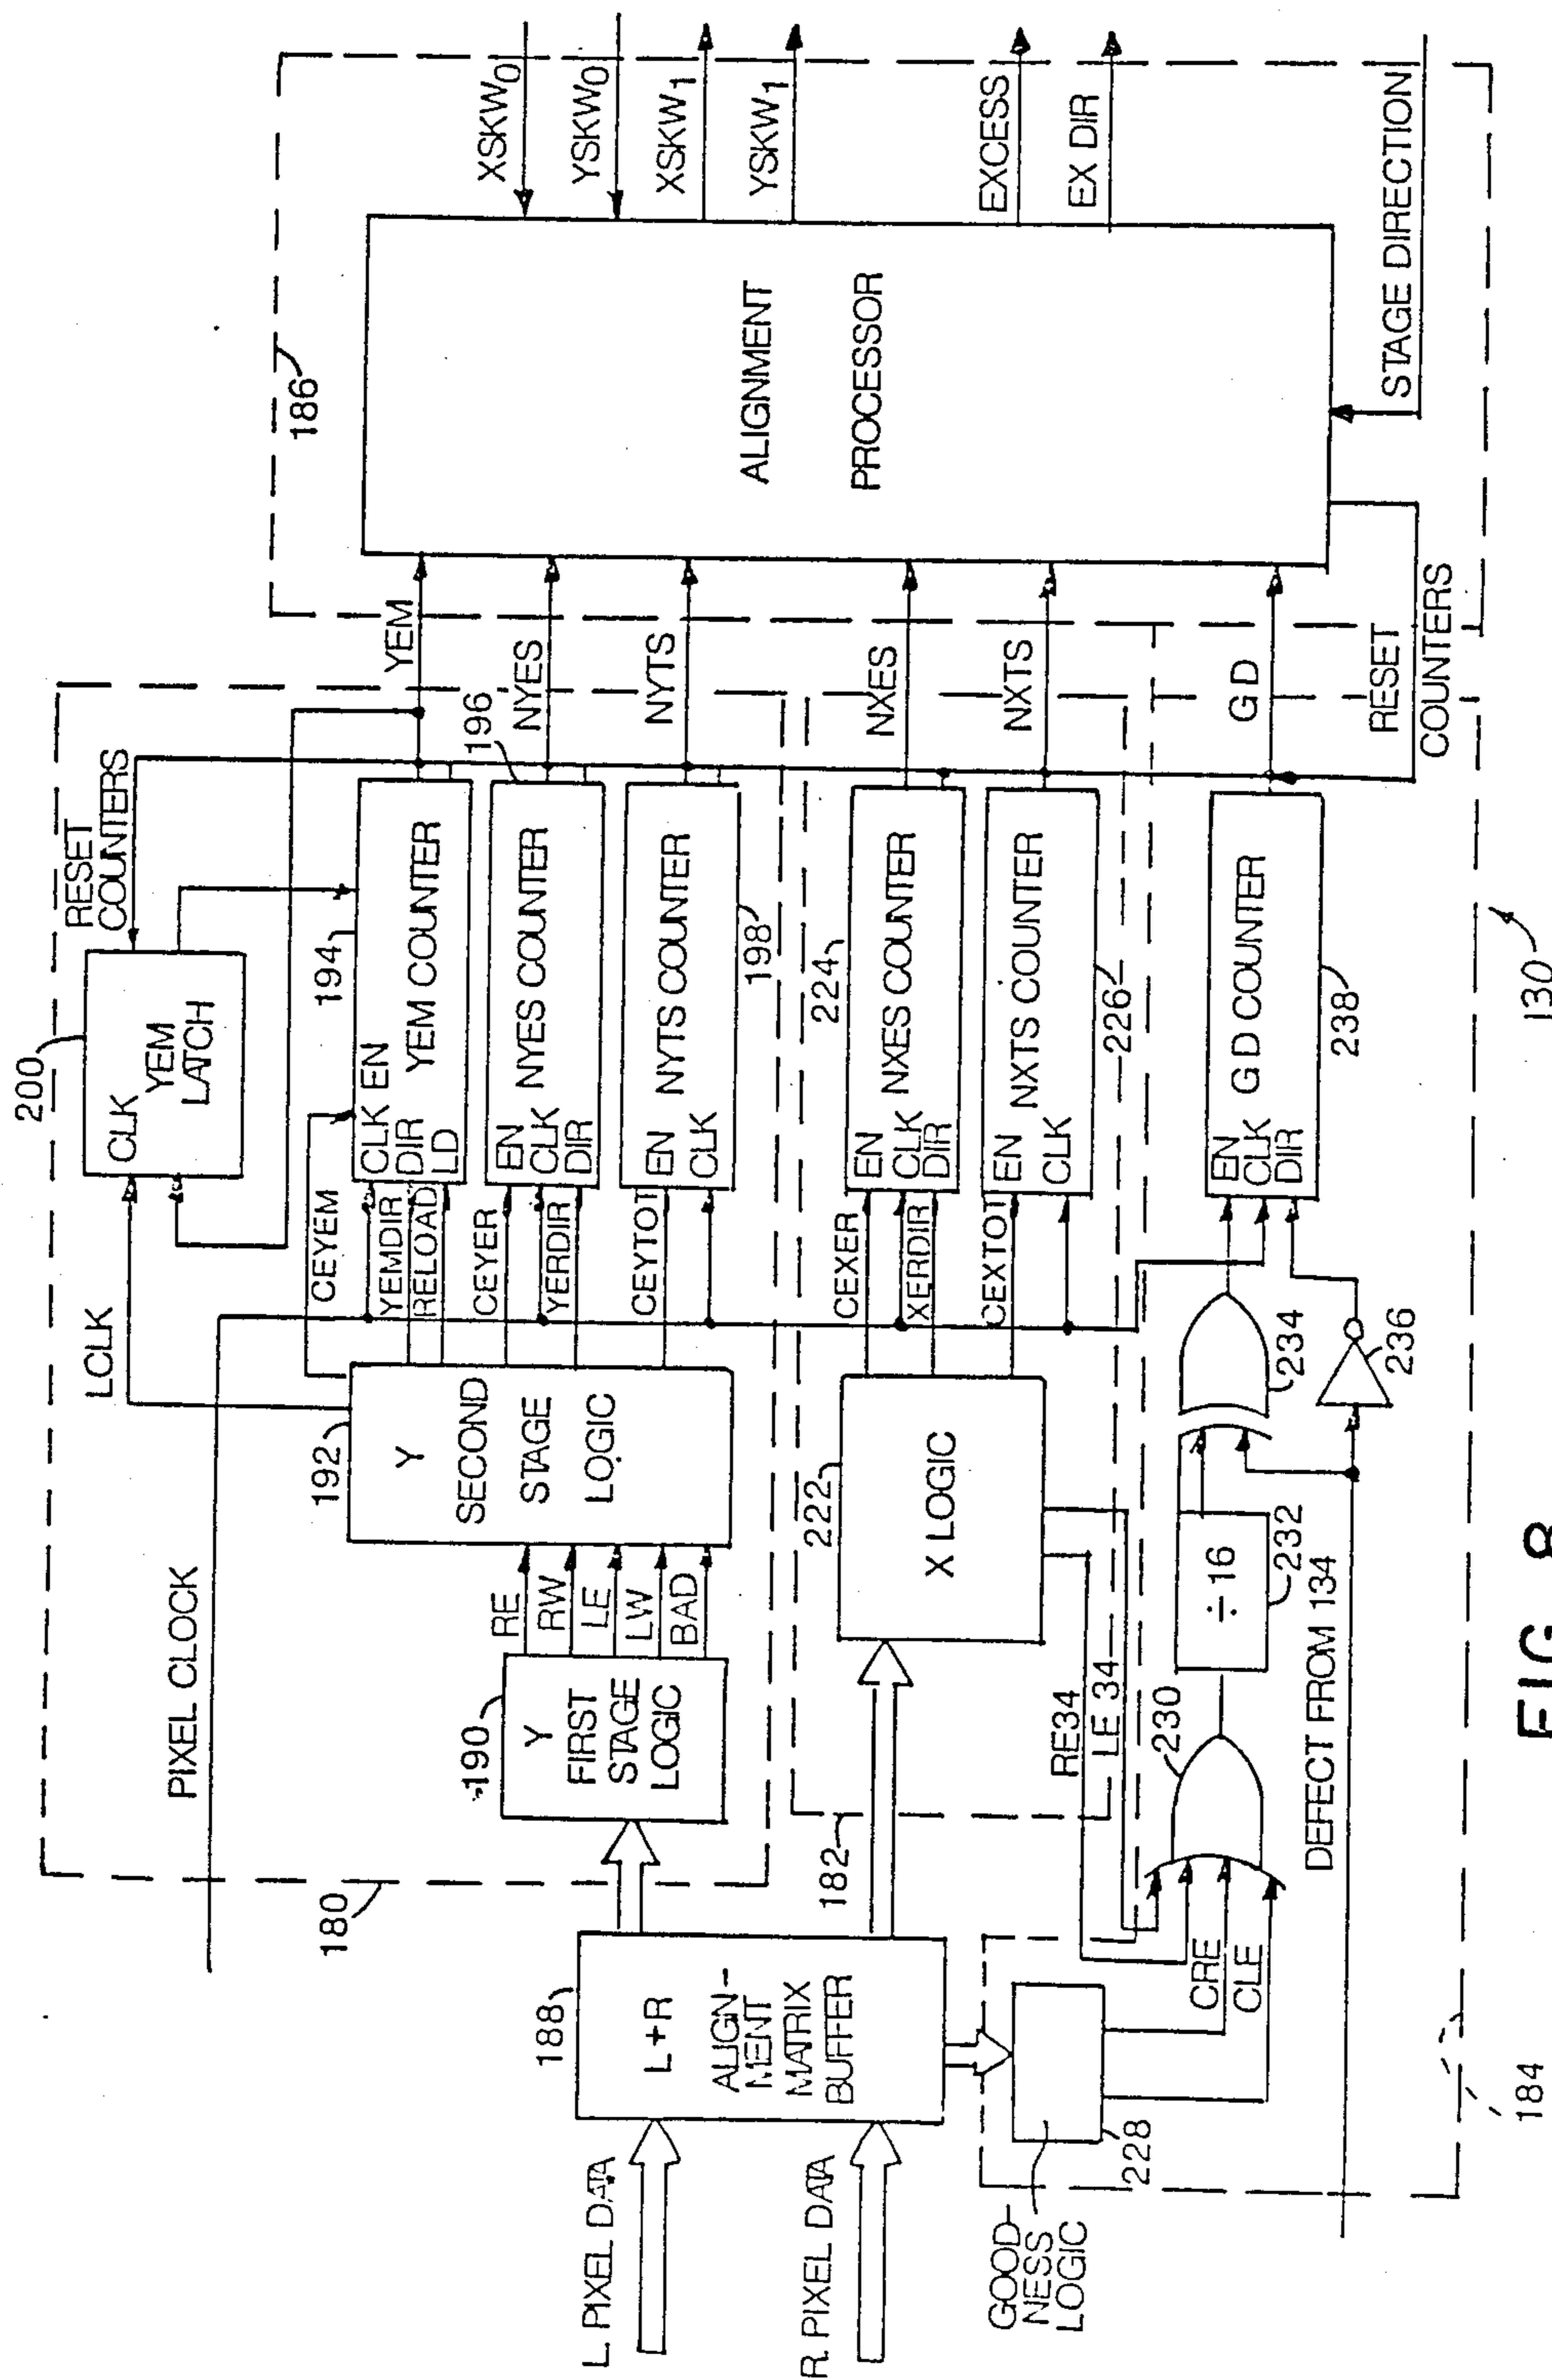 L. PIXEL DATA
R. PIXEL DATA
188
L+R
ALIGN-
MENT
MATRIX
BUFFER
GOOD-
NESS
LOGIC
228
180
PIXEL CLOCK
190
Y
FIRST
STAGE
LOGIC
RE
RW
LE
LW
BAD
192
Y
SECOND
STAGE
LOGIC
LCLK
CEYEM
YEMDIR
RELOAD
CEYER
YERDIR
CEYTOT
200
CLK
YEM
LATCH
RESET
COUNTERS
194
CLK EN
DIR
LD
YEM COUNTER
196
EN
CLK
DIR
NYES COUNTER
EN
CLK
NYTS COUNTER
198
YEM
NYES
NYTS
182
222
X LOGIC
CEXER
XERDIR
CEXTOT
224
EN
CLK
DIR
NXES COUNTER
EN
CLK
NXTS COUNTER
226
NXES
NXTS
RE34
LE 34
CRE
CLE
230
÷16
232
234
236
DEFECT FROM 134
EN
CLK
DIR
GD COUNTER
238
GD
RESET
COUNTERS
186
ALIGNMENT
PROCESSOR
XSKW0
YSKW0
XSKW1
YSKW1
EXCESS
EX DIR
STAGE DIRECTION
184
130
FIG. 8